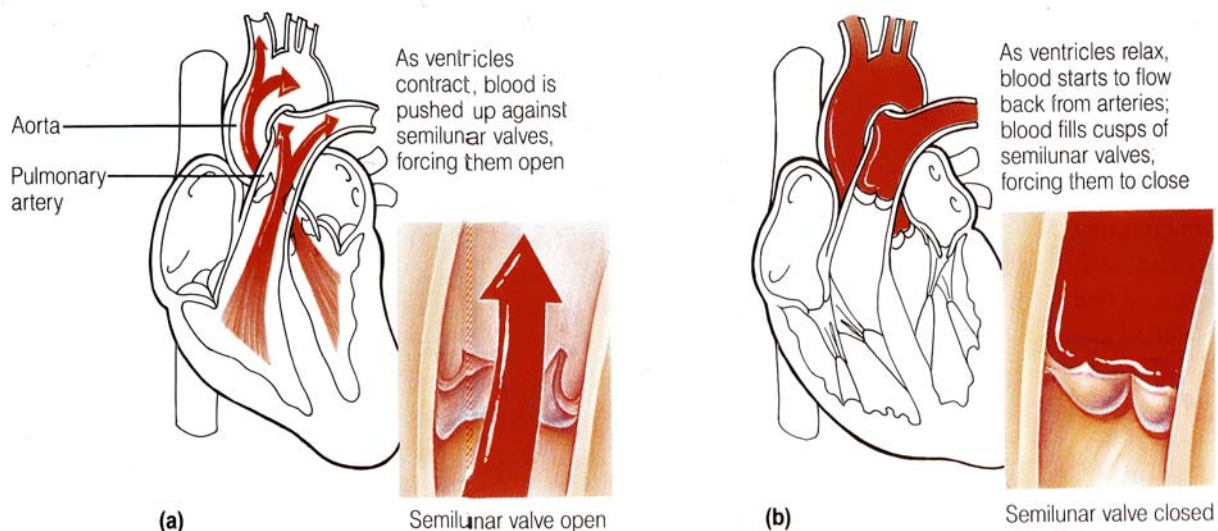 Aorta
Pulmonary
artery
As ventricles
contract, blood is
pushed up against
semilunar valves,
forcing them open
(a)
Semilunar valve open
As ventricles relax,
blood starts to flow
back from arteries;
blood fills cusps of
semilunar valves,
forcing them to close
(b)
Semilunar valve closed